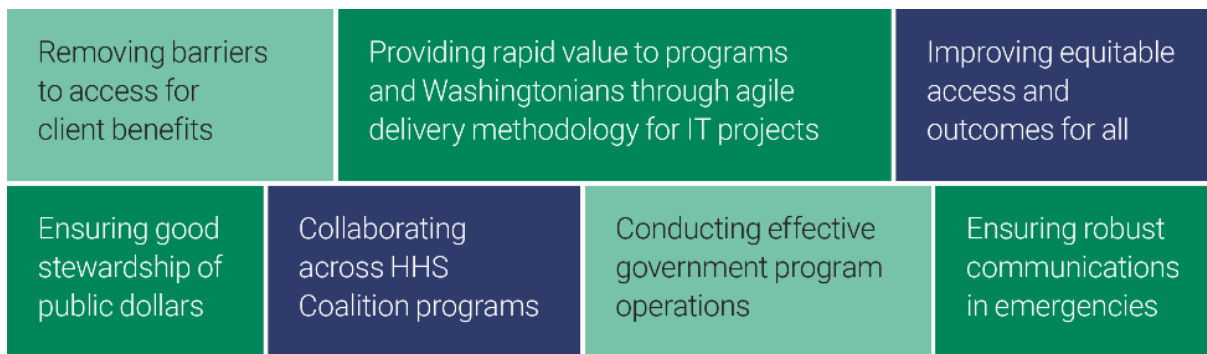 Removing barriers
to access for
client benefits
Providing rapid value to programs
and Washingtonians through agile
delivery methodology for IT projects
Improving equitable
access and
outcomes for all
Ensuring good
stewardship of
public dollars
Collaborating
across HHS
Coalition programs
Conducting effective
government program
operations
Ensuring robust
communications
in emergencies